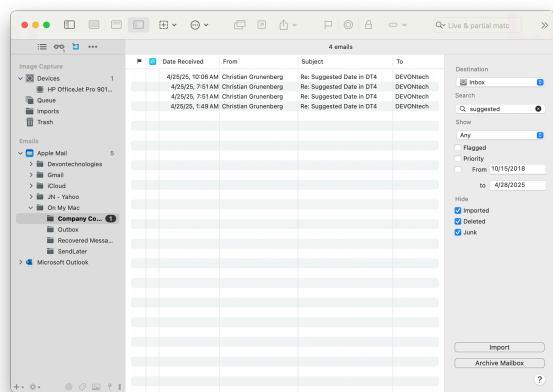 Live & partial matc
4 emails
Image Capture
Devices 1
HP OfficeJet Pro 901...
Queue
Imports
Trash
Emails
Apple Mail 5
Devontechnologies
Gmail
iCloud
JN - Yahoo
On My Mac
Company Co... 1
Outbox
Recovered Messa...
SendLater
Microsoft Outlook
Date Received From Subject To
4/25/25, 10:06 AM Christian Grunenberg Re: Suggested Date in DT4 DEVONtech
4/25/25, 7:51 AM Christian Grunenberg Re: Suggested Date in DT4 DEVONtech
4/25/25, 7:51 AM Christian Grunenberg Re: Suggested Date in DT4 DEVONtech
4/25/25, 1:49 AM Christian Grunenberg Re: Suggested Date in DT4 DEVONtech
Destination
Inbox
Search
suggested
Show
Any
Flagged
Priority
From 10/15/2018
to 4/28/2025
Hide
Imported
Deleted
Junk
Import
Archive Mailbox
?